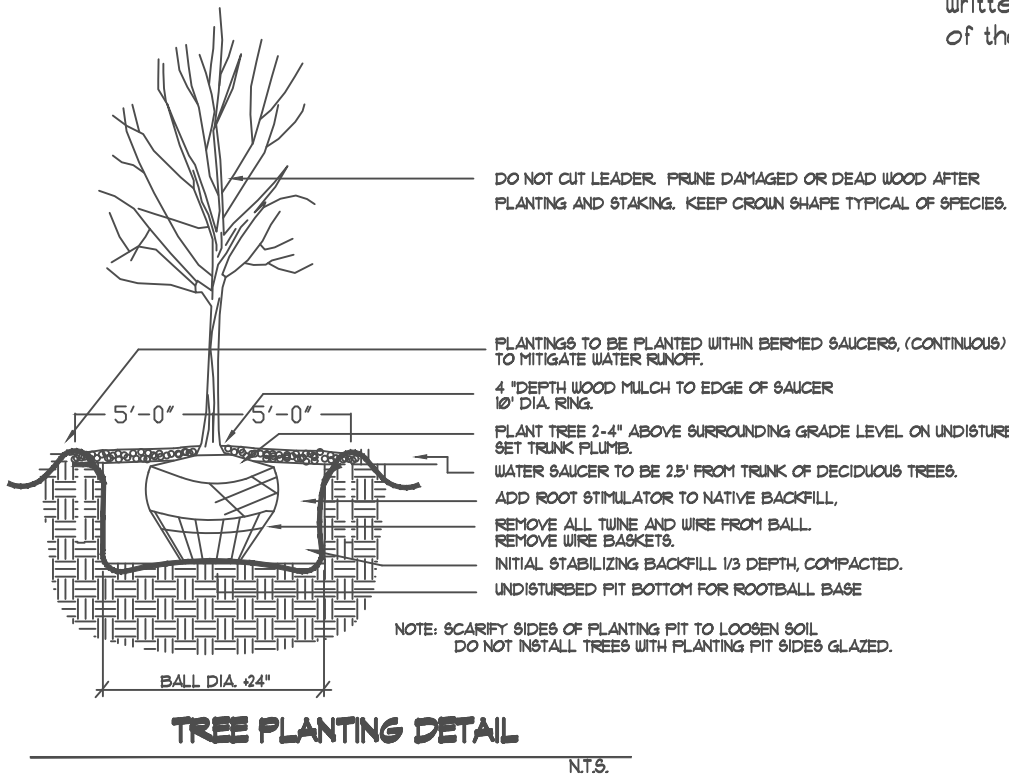 of the
DO NOT CUT LEADER. PRUNE DAMAGED OR DEAD WOOD AFTER
PLANTING AND STAKING. KEEP CROWN SHAPE TYPICAL OF SPECIES.
PLANTINGS TO BE PLANTED WITHIN BERMED SAUCERS, (CONTINUOUS)
TO MITIGATE WATER RUNOFF.
4 "DEPTH WOOD MULCH TO EDGE OF SAUCER
10' DIA. RING.
5'-0" 5'-0"
PLANT TREE 2-4" ABOVE SURROUNDING GRADE LEVEL ON
SET TRUNK PLUMB.
WATER SAUCER TO BE 2.5' FROM TRUNK OF DECIDUOUS TREES.
ADD ROOT STIMULATOR TO NATIVE BACKFILL,
REMOVE ALL TWINE AND WIRE FROM BALL.
REMOVE WIRE BASKETS.
INITIAL STABILIZING BACKFILL 1/3 DEPTH, COMPACTED.
UNDISTURBED PIT BOTTOM FOR ROOTBALL BASE
NOTE: SCARIFY SIDES OF PLANTING PIT TO LOOSEN SOIL
DO NOT INSTALL TREES WITH PLANTING PIT SIDES GLAZED.
BALL DIA. +24"
TREE PLANTING DETAIL
N.T.S.